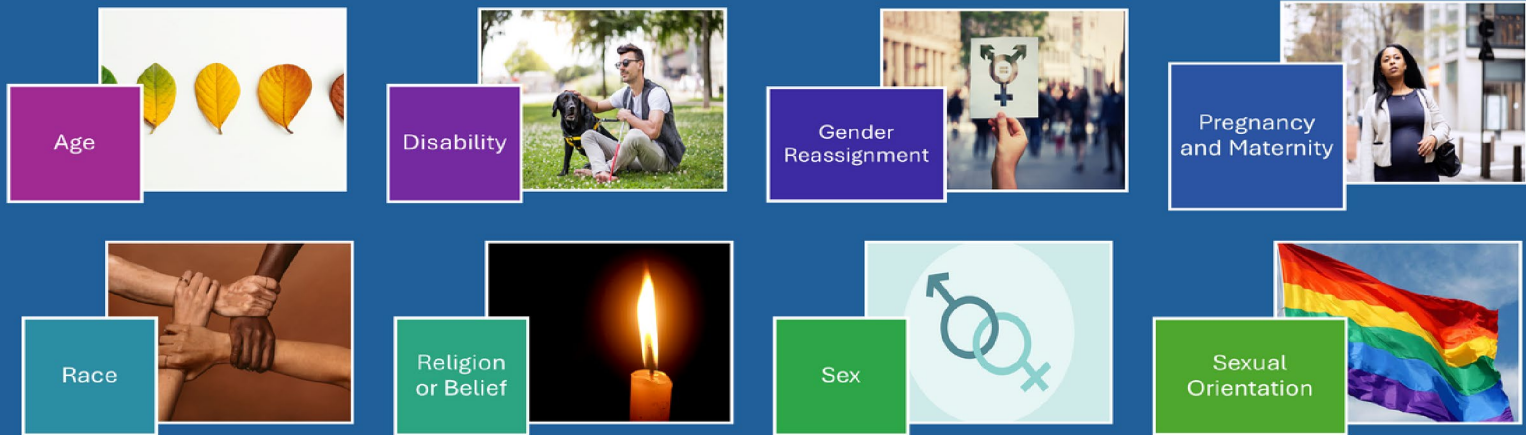 Age
Disability
Gender
Reassignment
Pregnancy
and Maternity
Race
Religion
or Belief
Sex
Sexual
Orientation